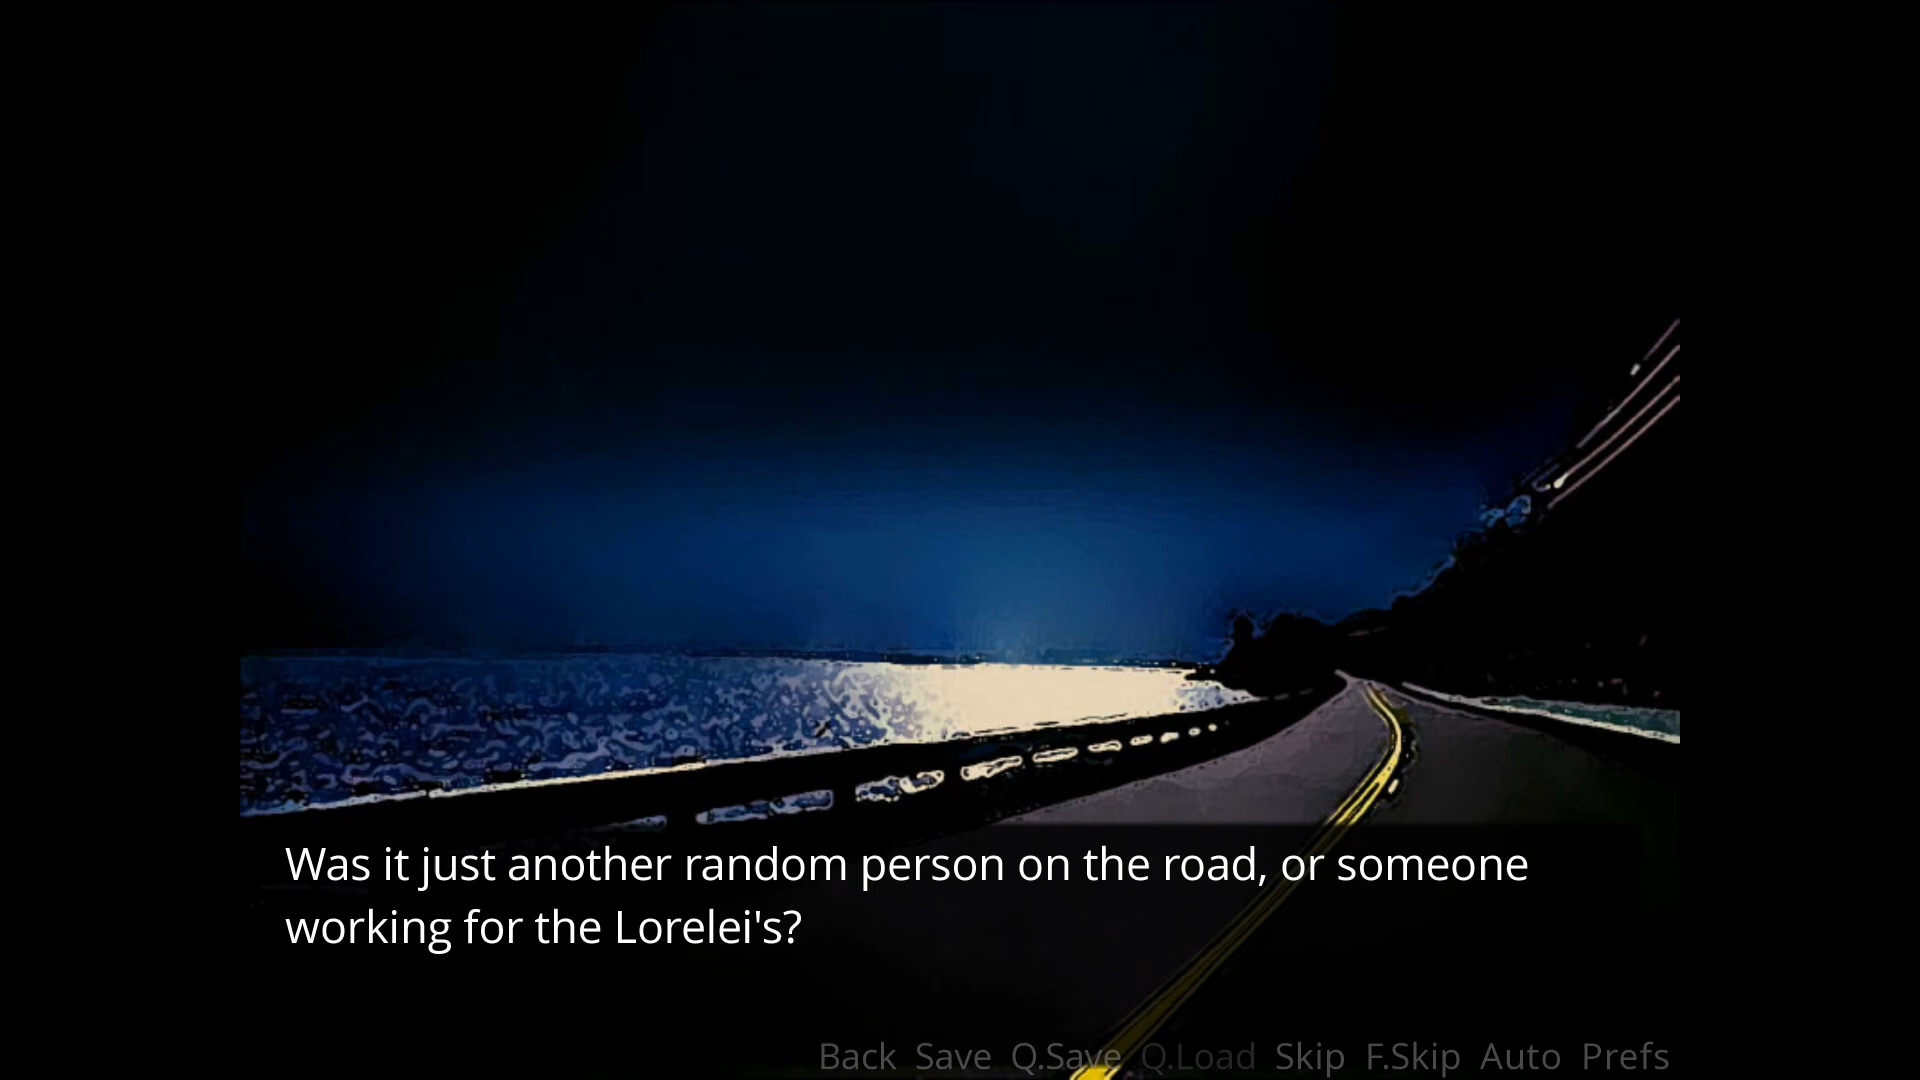 Was it just another random person on the road, or someone
working for the Lorelei's?
Back Save Q.Save Q.Load Skip F.Skip Auto Prefs